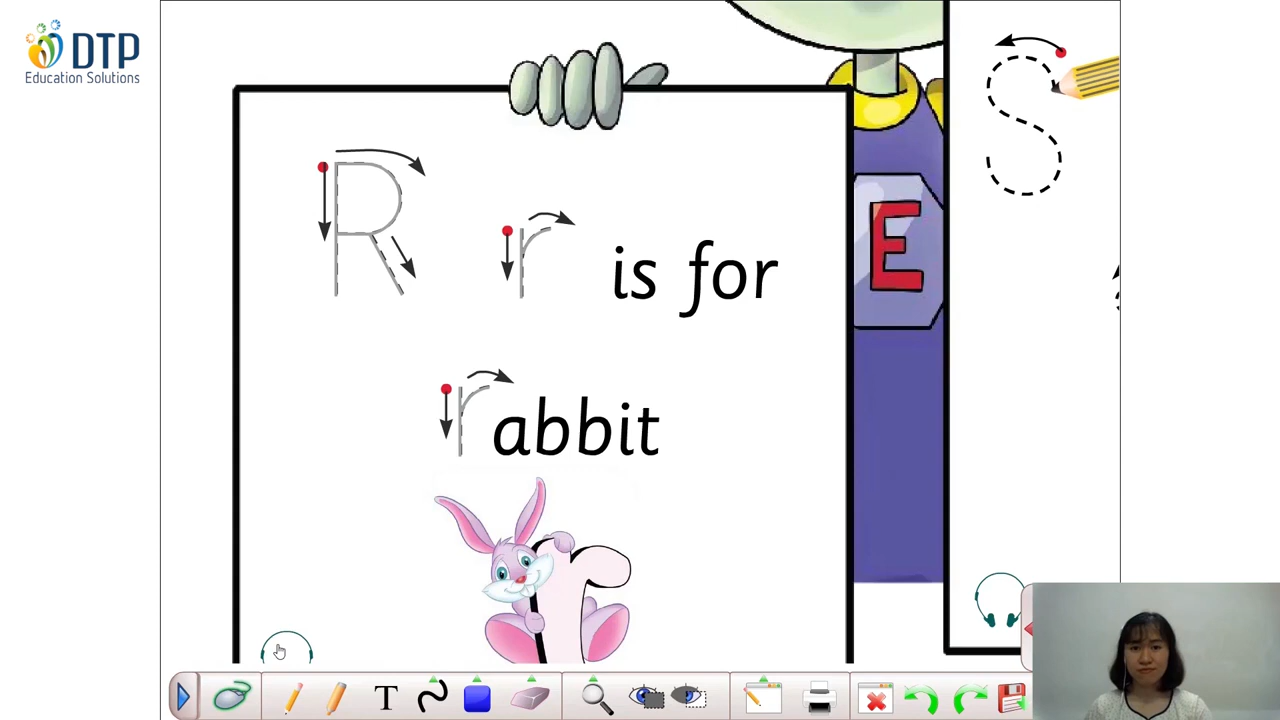 DTP
Education Solutions
R r is for
rabbit
r
E
S
T